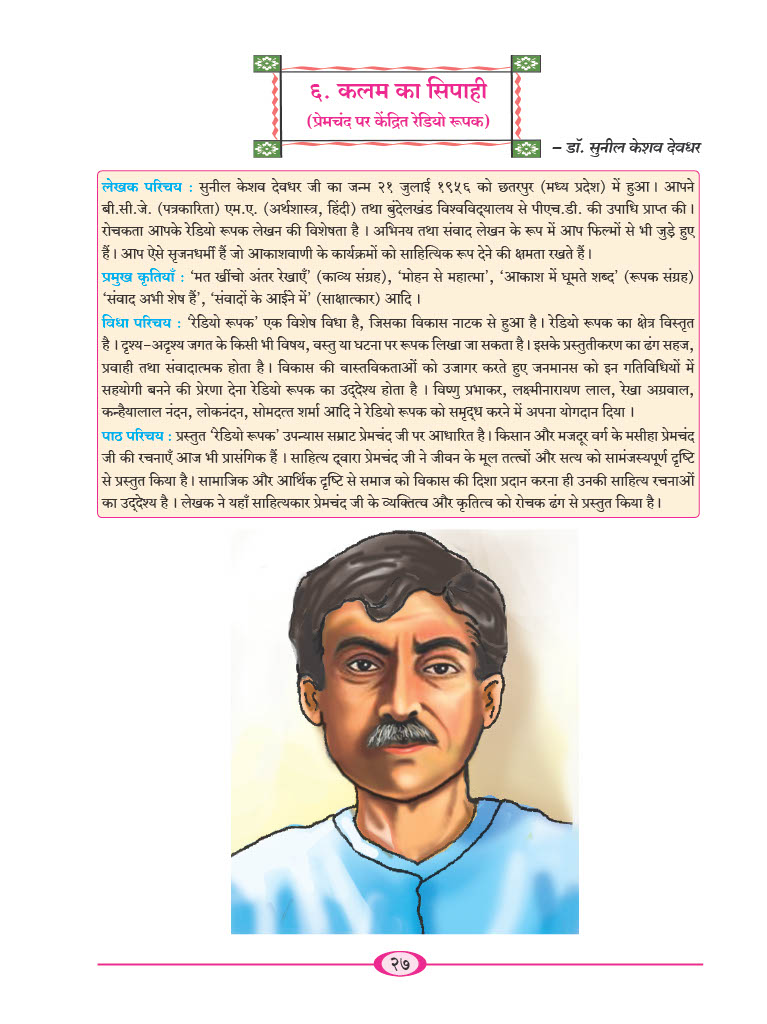 ६. कलम का सिपाही
(प्रेमचंद पर केंद्रित रेडियो रूपक)
– डॉ. सुनील केशव देवधर
लेखक परिचय : सुनील केशव देवधर जी का जन्म २१ जुलाई १९५६ को छतरपुर (मध्य प्रदेश) में हुआ। आपने
बी.सी.जे. (पत्रकारिता) एम.ए. (अर्थशास्त्र, हिंदी) तथा बुंदेलखंड विश्वविद्यालय से पीएच.डी. की उपाधि प्राप्त की।
रोचकता आपके रेडियो रूपक लेखन की विशेषता है । अभिनय तथा संवाद लेखन के रूप में आप फिल्मों से भी जुड़े हुए
हैं। आप ऐसे सृजनधर्मी हैं जो आकाशवाणी के कार्यक्रमों को साहित्यिक रूप देने की क्षमता रखते हैं।
प्रमुख कृतियाँ : ‘मत खींचो अंतर रेखाएँ’ (काव्य संग्रह), ‘मोहन से महात्मा’, ‘आकाश में घूमते शब्द’ (रूपक संग्रह)
‘संवाद अभी शेष हैं’, ‘संवादों के आईने में’ (साक्षात्कार) आदि ।
विधा परिचय : ‘रेडियो रूपक’ एक विशेष विधा है, जिसका विकास नाटक से हुआ है। रेडियो रूपक का क्षेत्र विस्तृत
है। दृश्य-अदृश्य जगत के किसी भी विषय, वस्तु या घटना पर रूपक लिखा जा सकता है। इसके प्रस्तुतीकरण का ढंग सहज,
प्रवाही तथा संवादात्मक होता है। विकास की वास्तविकताओं को उजागर करते हुए जनमानस को इन गतिविधियों में
सहयोगी बनने की प्रेरणा देना रेडियो रूपक का उद्देश्य होता है । विष्णु प्रभाकर, लक्ष्मीनारायण लाल, रेखा अग्रवाल,
कन्हैयालाल नंदन, लोकनंदन, सोमदत्त शर्मा आदि ने रेडियो रूपक को समृद्ध करने में अपना योगदान दिया ।
पाठ परिचय : प्रस्तुत ‘रेडियो रूपक’ उपन्यास सम्राट प्रेमचंद जी पर आधारित है। किसान और मजदूर वर्ग के मसीहा प्रेमचंद
जी की रचनाएँ आज भी प्रासंगिक हैं । साहित्य द्वारा प्रेमचंद जी ने जीवन के मूल तत्त्वों और सत्य को सामंजस्यपूर्ण दृष्टि
से प्रस्तुत किया है। सामाजिक और आर्थिक दृष्टि से समाज को विकास की दिशा प्रदान करना ही उनकी साहित्य रचनाओं
का उद्देश्य है । लेखक ने यहाँ साहित्यकार प्रेमचंद जी के व्यक्तित्व और कृतित्व को रोचक ढंग से प्रस्तुत किया है।
२७